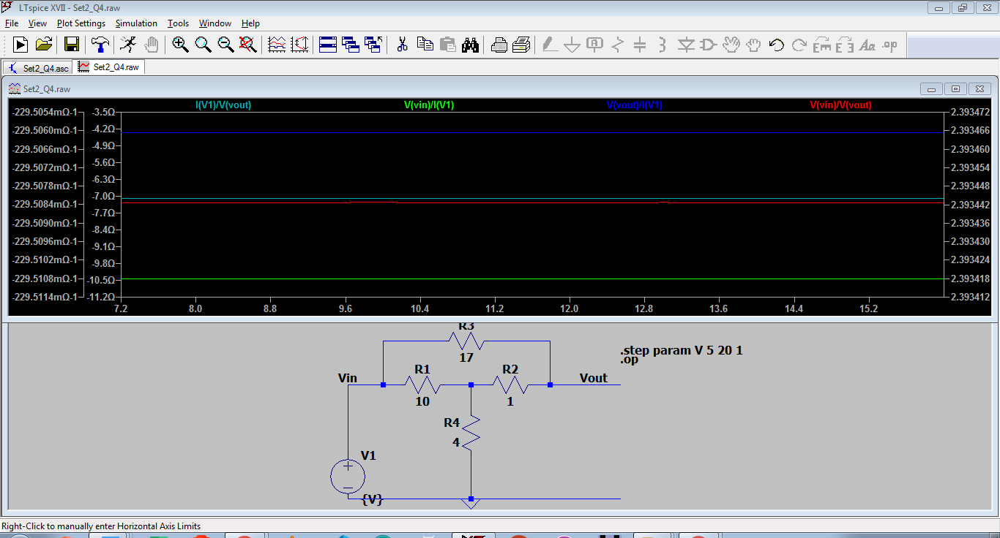 LTspice XVII - Set2_Q4.raw
File View Plot Settings Simulation Tools Window Help
Set2_Q4.asc Set2_Q4.raw
Set2_Q4.raw
I(V1)/V(vout) V(vin)/I(V1) V(vout)/I(V1) V(vin)/V(vout)
-229.5054mΩ-1 -3.5Ω 2.393472
-229.5060mΩ-1 -4.2Ω 2.393466
-229.5066mΩ-1 -4.9Ω 2.393460
-229.5072mΩ-1 -5.6Ω 2.393454
-229.5078mΩ-1 -6.3Ω 2.393448
-229.5084mΩ-1 -7.0Ω 2.393442
-229.5090mΩ-1 -7.7Ω 2.393436
-229.5096mΩ-1 -8.4Ω 2.393430
-229.5102mΩ-1 -9.1Ω 2.393424
-229.5108mΩ-1 -9.8Ω 2.393418
-229.5114mΩ-1 -10.5Ω 2.393412
-11.2Ω
7.2 8.0 8.8 9.6 10.4 11.2 12.0 12.8 13.6 14.4 15.2
R3
17
.step param V 5 20 1
.op
R1 R2
Vin Vout
10 1
R4
4
V1
{V}
Right-Click to manually enter Horizontal Axis Limits